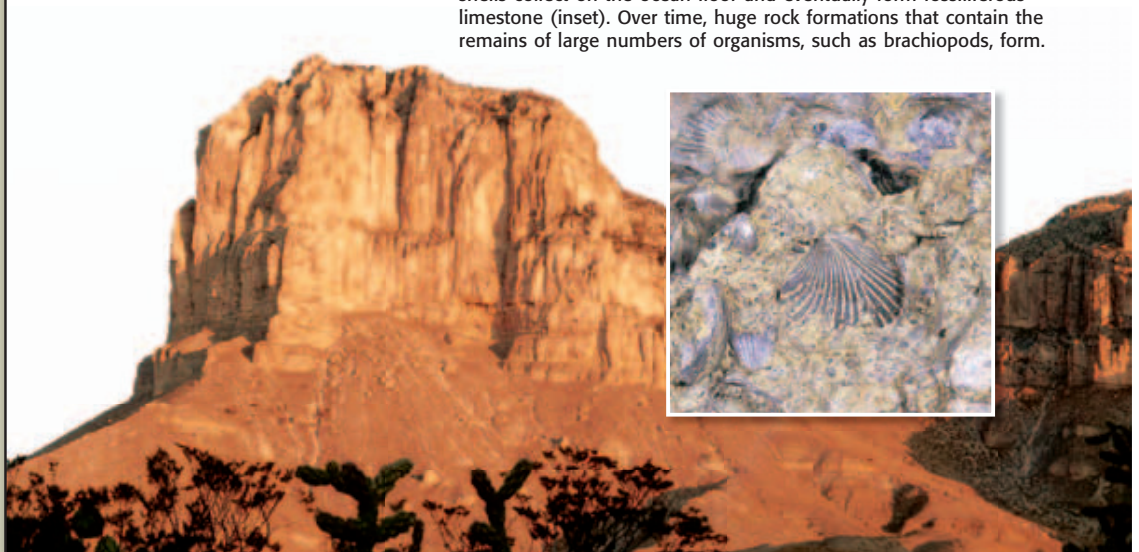 shells collect on the ocean floor and eventually form fossiliferous
limestone (inset). Over time, huge rock formations that contain the
remains of large numbers of organisms, such as brachiopods, form.